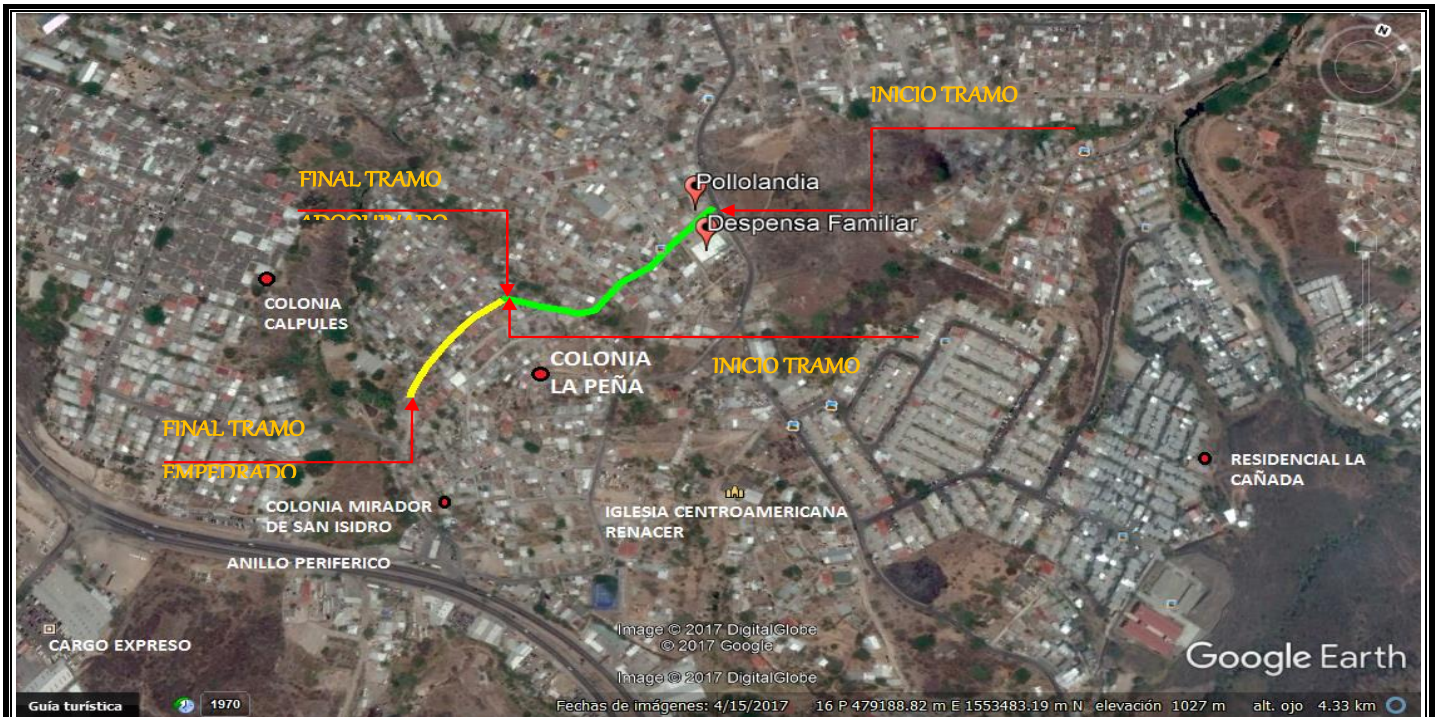 N
INICIO TRAMO
FINAL TRAMO
ADOQUINADO
Pollolandia
Despensa Familiar
COLONIA
CALPULES
COLONIA
LA PEÑA
INICIO TRAMO
FINAL TRAMO
EMPEDRADO
RESIDENCIAL LA
CAÑADA
COLONIA MIRADOR
DE SAN ISIDRO
IGLESIA CENTROAMERICANA
RENACER
ANILLO PERIFERICO
CARGO EXPRESO
Image © 2017 DigitalGlobe
© 2017 Google
Image © 2017 DigitalGlobe
Google Earth
Guía turística
1970
Fechas de imágenes: 4/15/2017 16 P 479188.82 m E 1553483.19 m N elevación 1027 m alt. ojo 4.33 km